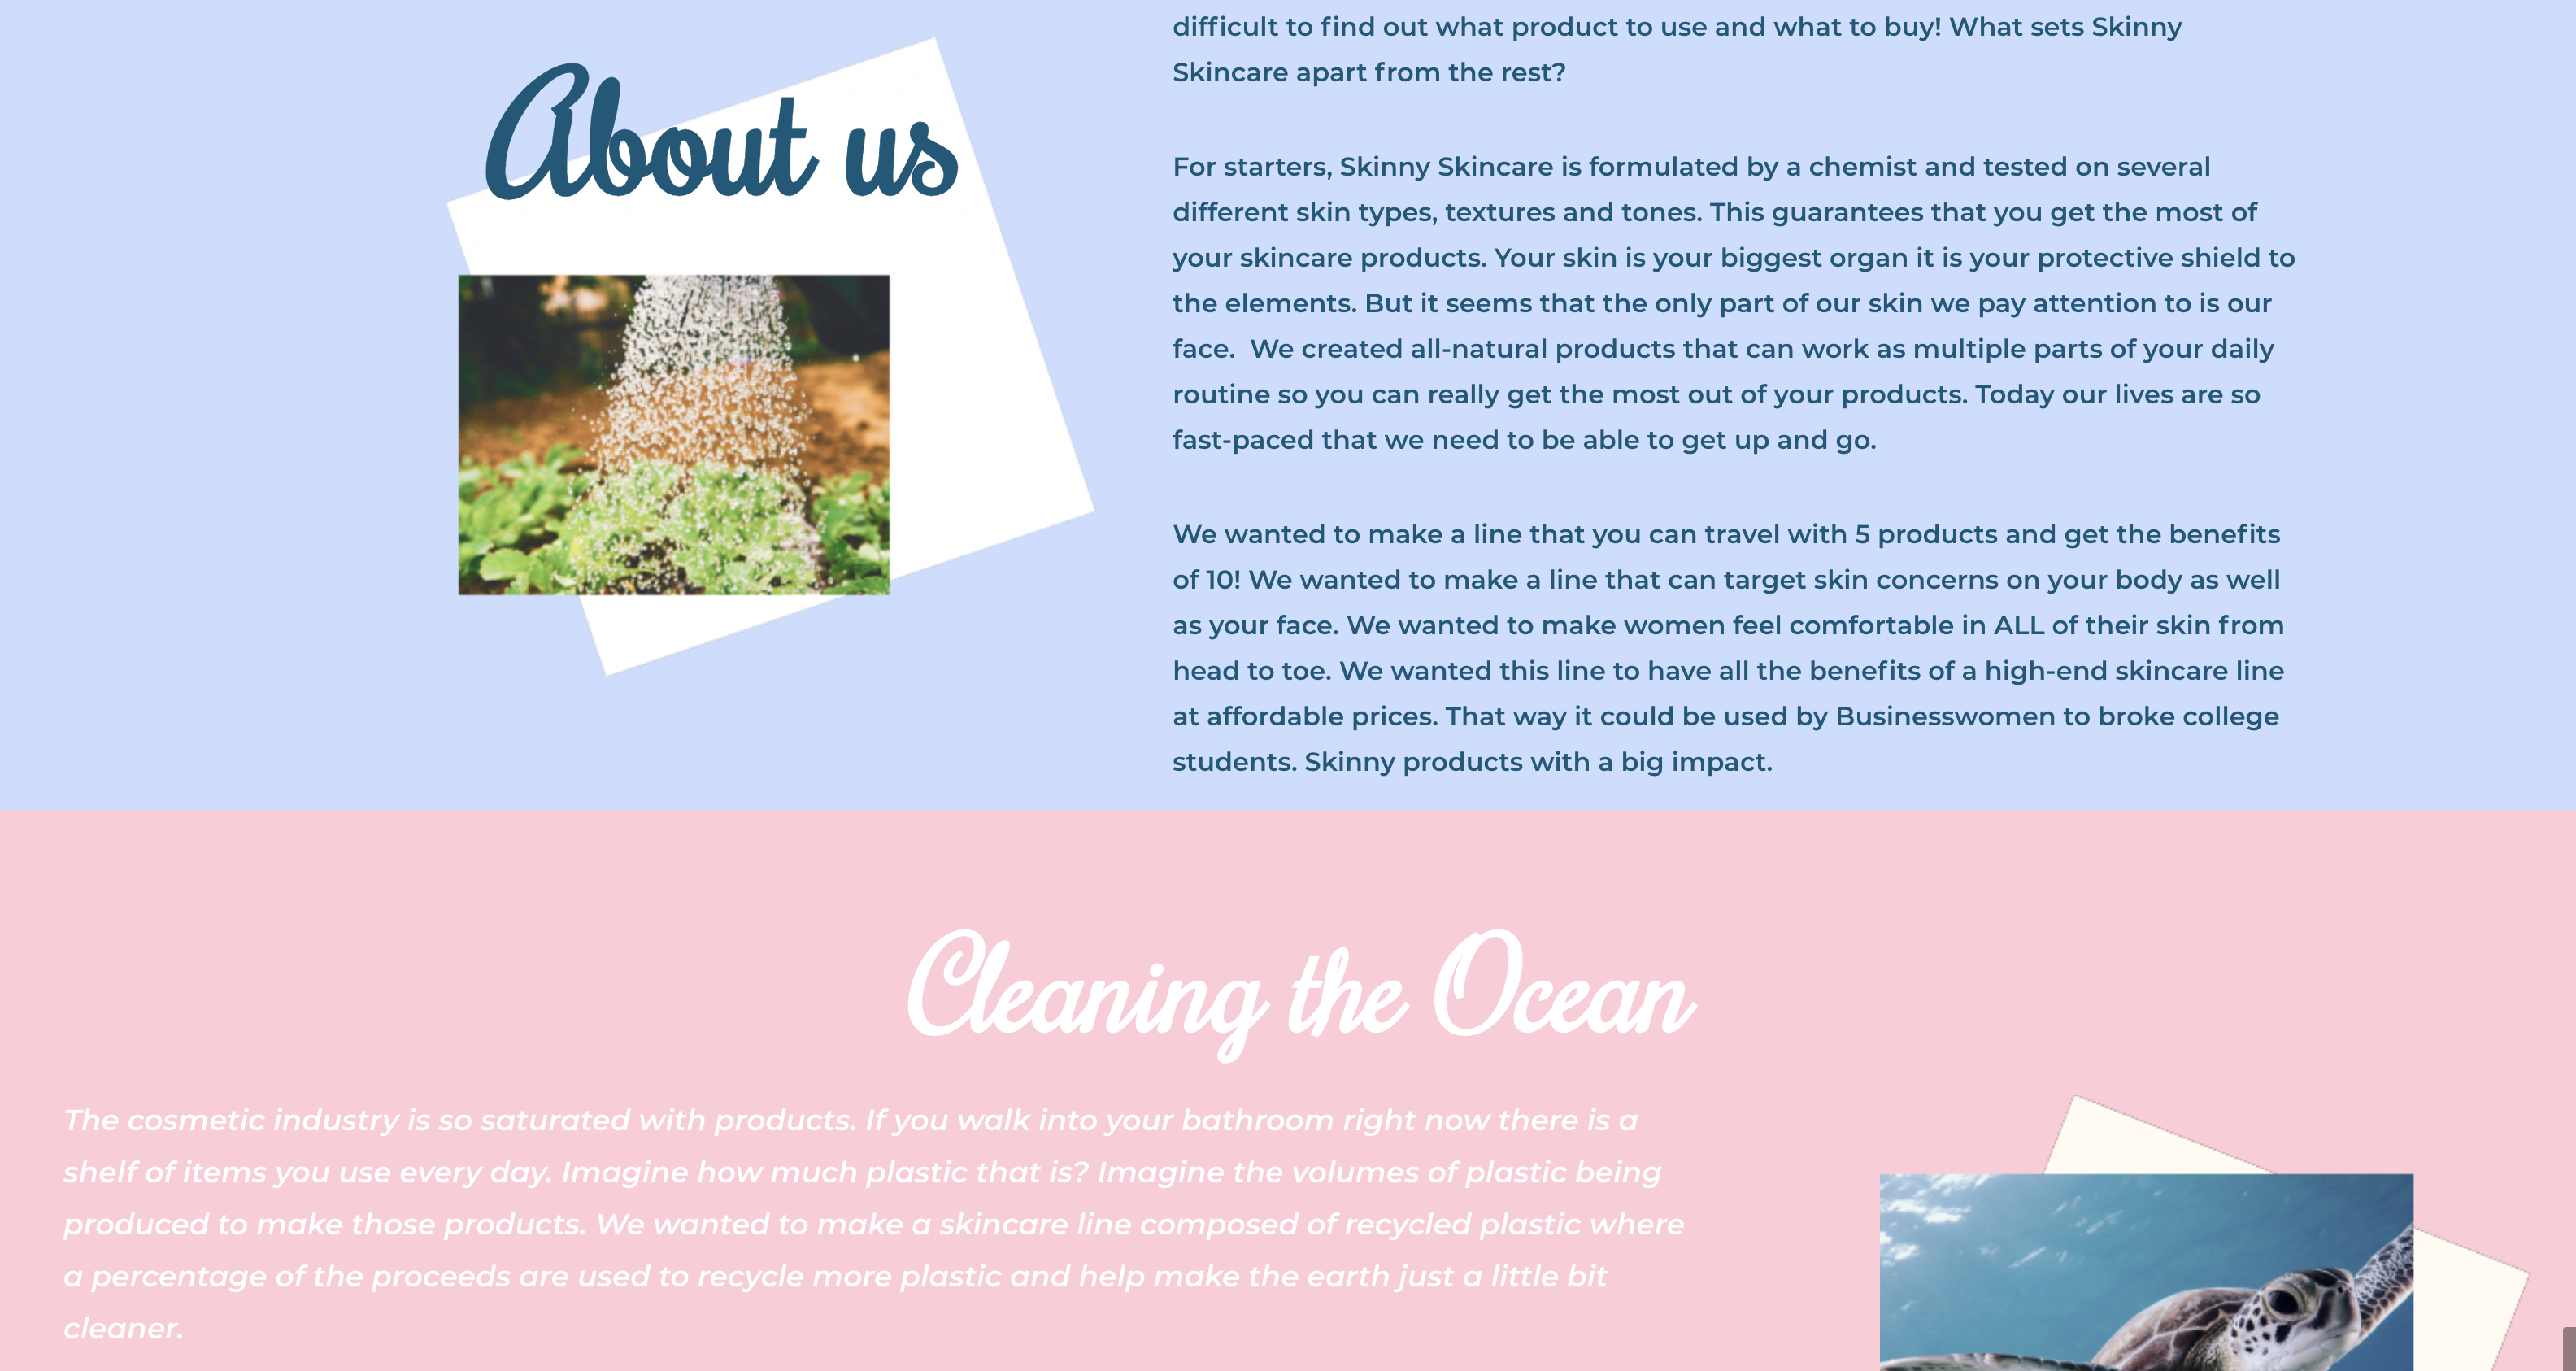 About us
difficult to find out what product to use and what to buy! What sets Skinny
Skincare apart from the rest?
For starters, Skinny Skincare is formulated by a chemist and tested on several
different skin types, textures and tones. This guarantees that you get the most of
your skincare products. Your skin is your biggest organ it is your protective shield to
the elements. But it seems that the only part of our skin we pay attention to is our
face.  We created all-natural products that can work as multiple parts of your daily
routine so you can really get the most out of your products. Today our lives are so
fast-paced that we need to be able to get up and go.
We wanted to make a line that you can travel with 5 products and get the benefits
of 10! We wanted to make a line that can target skin concerns on your body as well
as your face. We wanted to make women feel comfortable in ALL of their skin from
head to toe. We wanted this line to have all the benefits of a high-end skincare line
at affordable prices. That way it could be used by Businesswomen to broke college
students. Skinny products with a big impact.
Cleaning the Ocean
The cosmetic industry is so saturated with products. If you walk into your bathroom right now there is a
shelf of items you use every day. Imagine how much plastic that is? Imagine the volumes of plastic being
produced to make those products. We wanted to make a skincare line composed of recycled plastic where
a percentage of the proceeds are used to recycle more plastic and help make the earth just a little bit
cleaner.